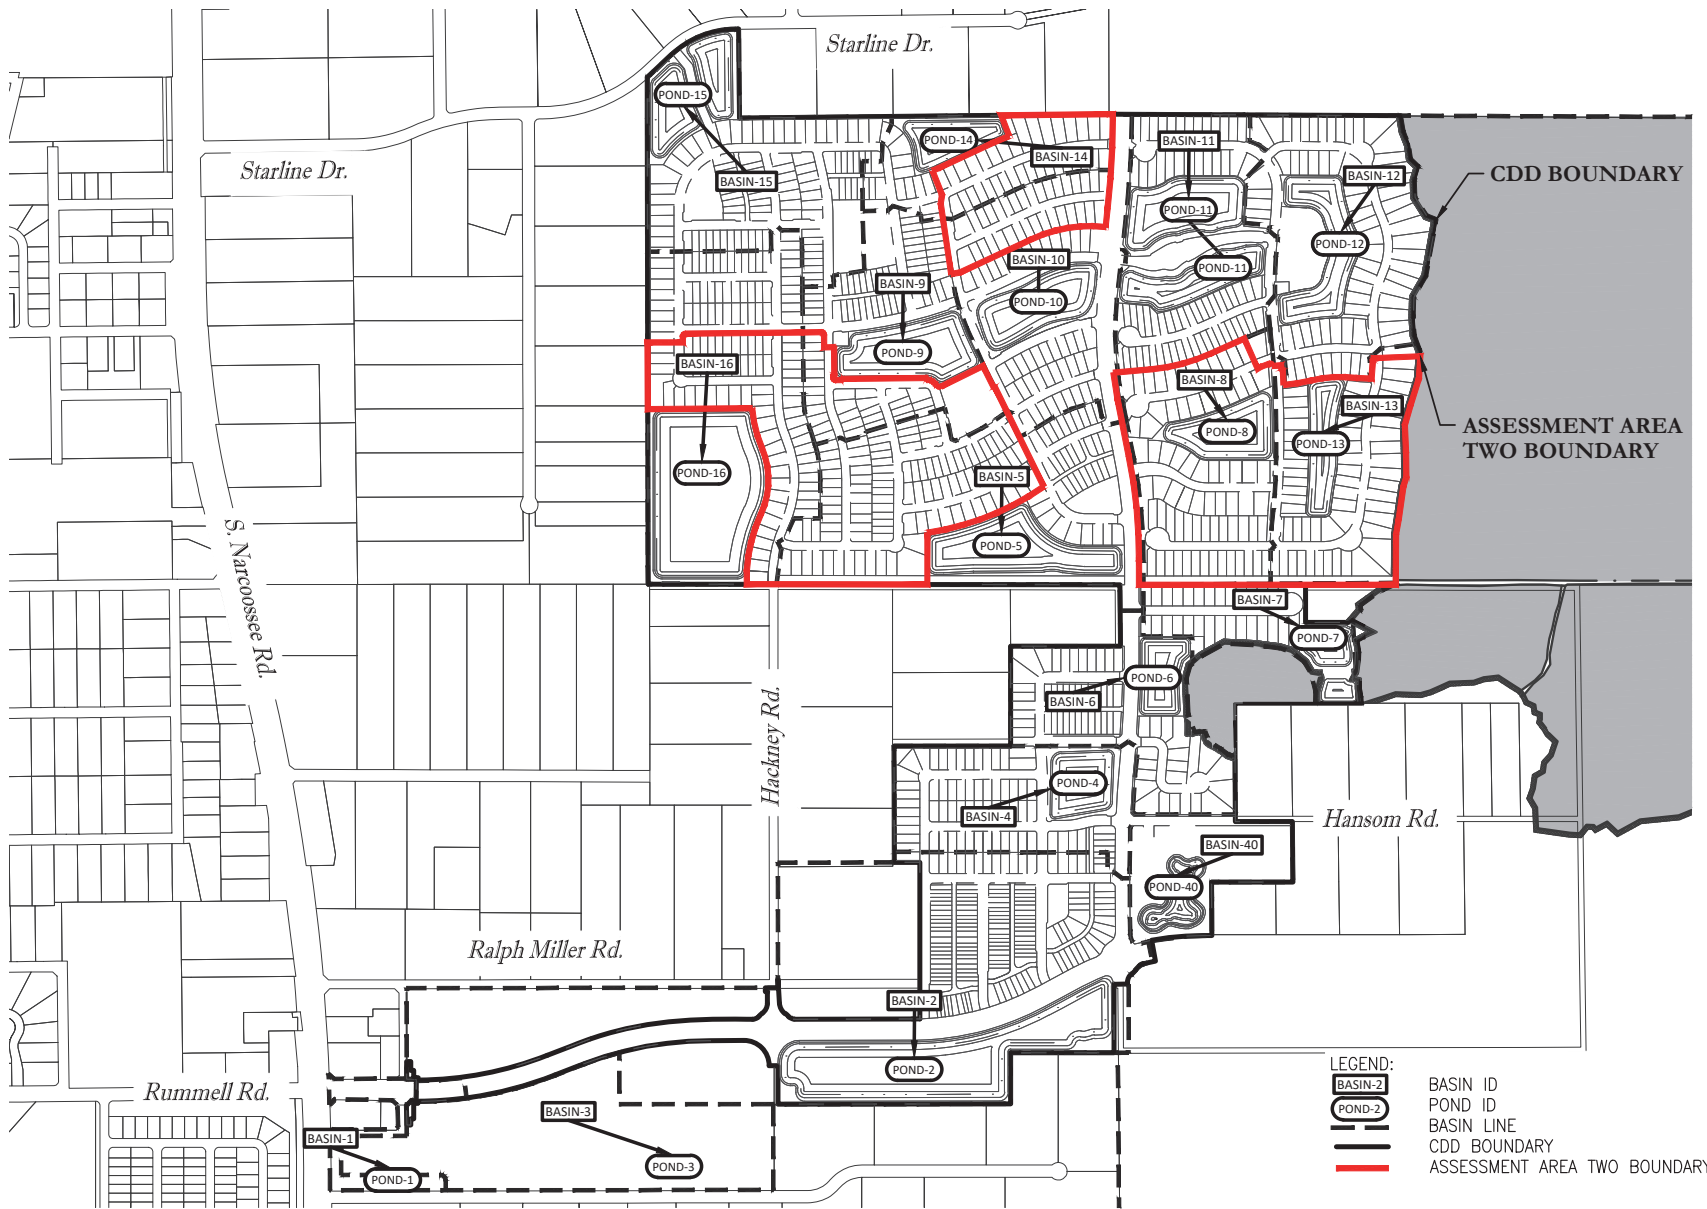 Starline Dr.
POND-15
POND-14
BASIN-11
BASIN-14
Starline Dr.
BASIN-15
BASIN-12
CDD BOUNDARY
POND-11
POND-12
BASIN-10
POND-11
BASIN-9
POND-10
POND-9
BASIN-16
BASIN-8
BASIN-13
ASSESSMENT AREA
TWO BOUNDARY
POND-8
POND-13
POND-16
BASIN-5
POND-5
S. Narcoossee Rd.
BASIN-7
POND-7
POND-6
BASIN-6
Hackney Rd.
POND-4
BASIN-4
Hansom Rd.
BASIN-40
POND-40
Ralph Miller Rd.
BASIN-2
POND-2
Rummell Rd.
BASIN-3
BASIN-1
POND-3
POND-1
LEGEND:
BASIN-2 BASIN ID
POND-2 POND ID
BASIN LINE
CDD BOUNDARY
ASSESSMENT AREA TWO BOUNDARY